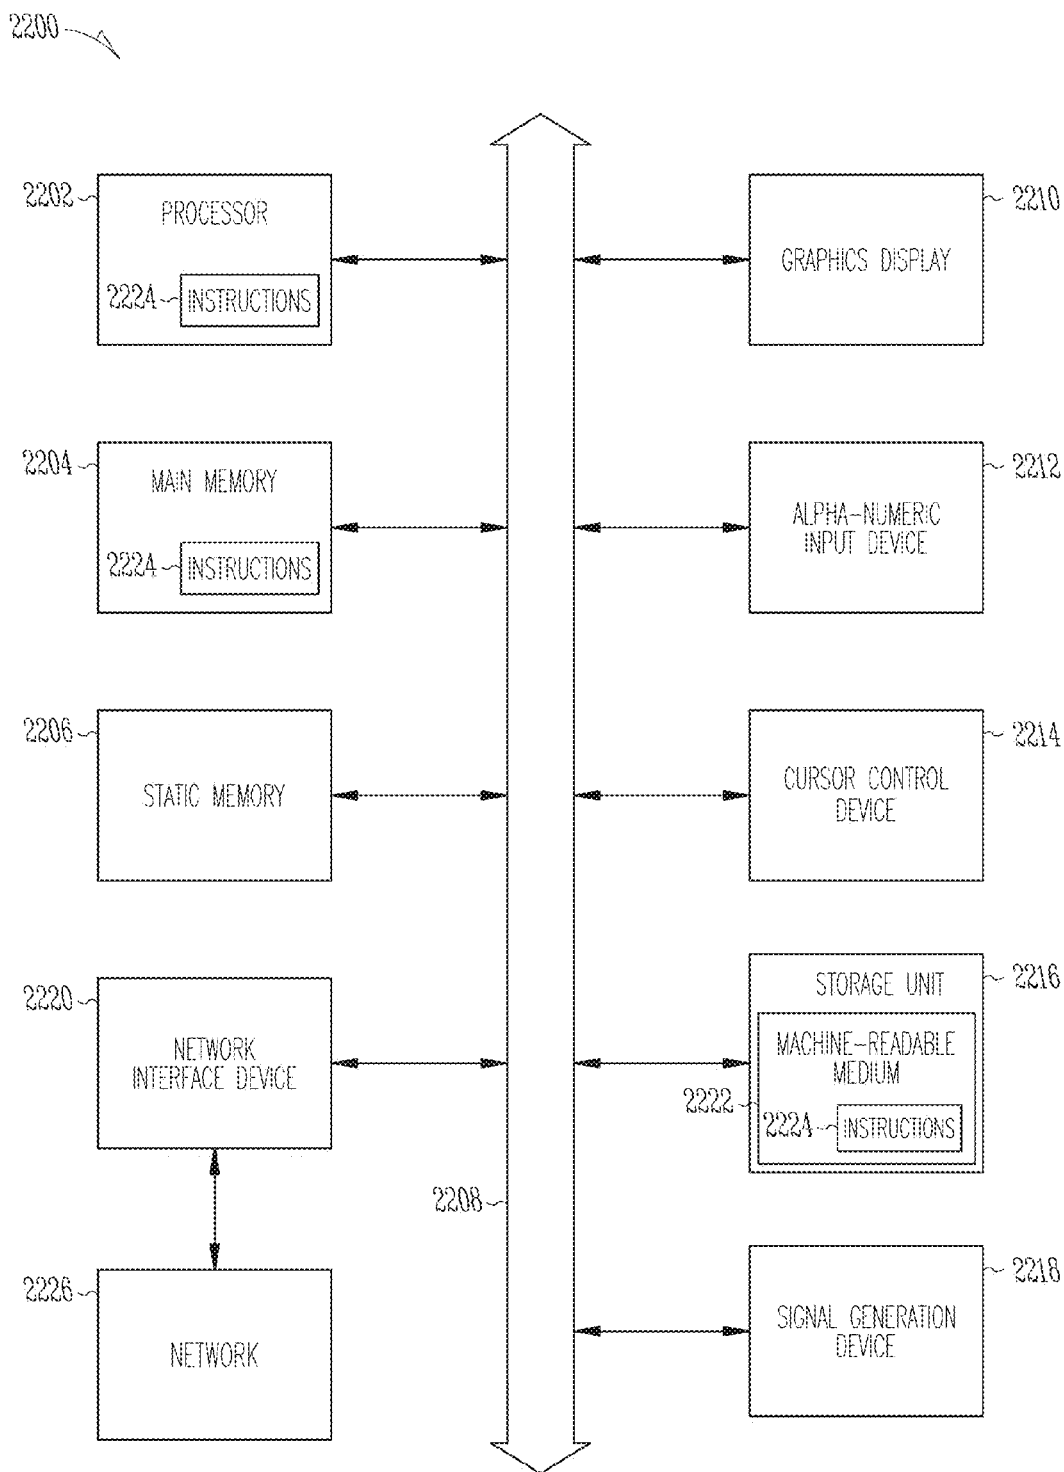 2200
2202
PROCESSOR
2224
INSTRUCTIONS
2204
MAIN MEMORY
2224
INSTRUCTIONS
2206
STATIC MEMORY
2220
NETWORK
INTERFACE DEVICE
2226
NETWORK
2208
2210
GRAPHICS DISPLAY
2212
ALPHA-NUMERIC
INPUT DEVICE
2214
CURSOR CONTROL
DEVICE
2216
STORAGE UNIT
MACHINE-READABLE
MEDIUM
2222
2224
INSTRUCTIONS
2218
SIGNAL GENERATION
DEVICE